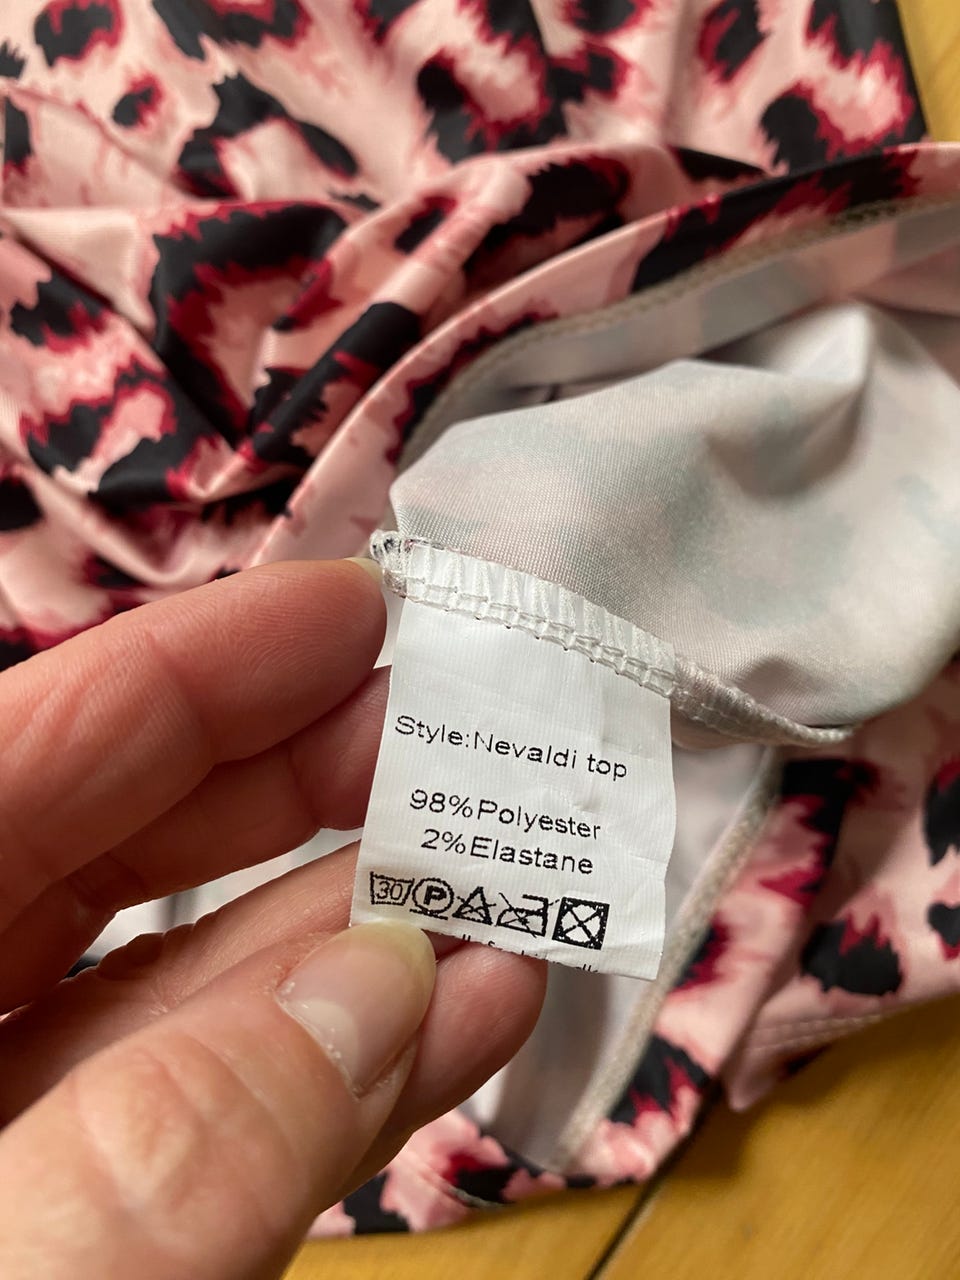 Style:Nevaldi top
98%Polyester
2%Elastane
30 P